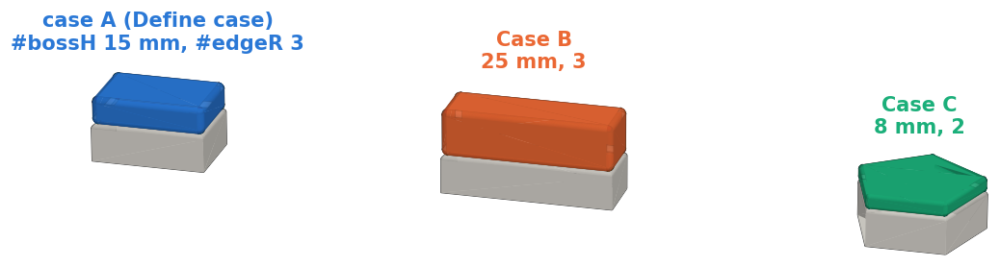 case A (Define case)
#bossH 15 mm, #edgeR 3
Case B
25 mm, 3
Case C
8 mm, 2